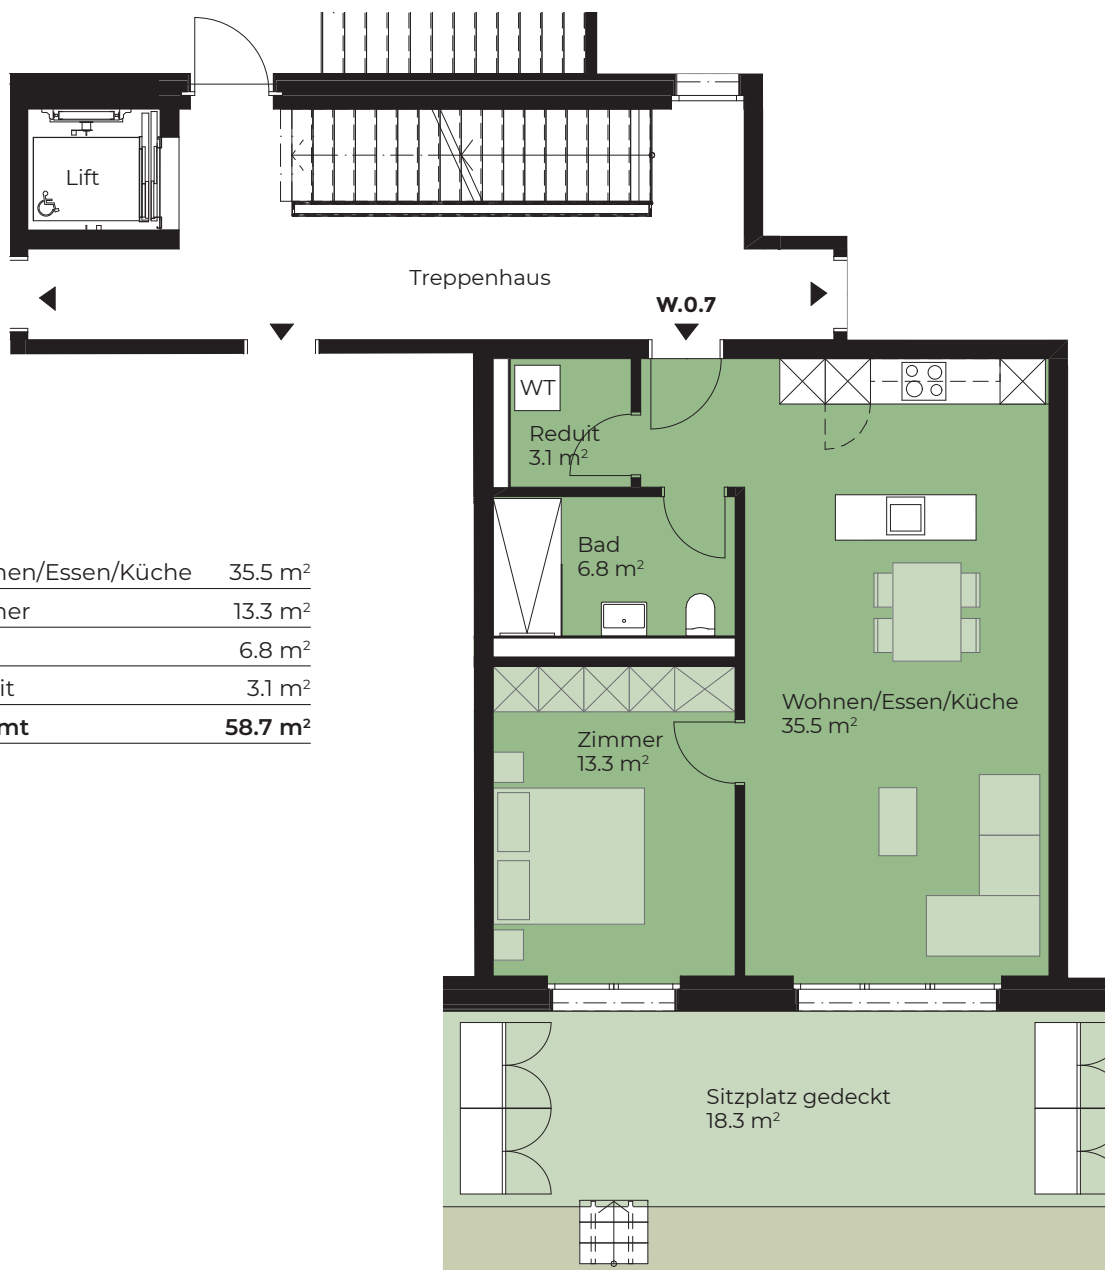 Lift
Treppenhaus
W.0.7
WT
Reduit
3.1 m²
Bad
6.8 m²
nen/Essen/Küche 35.5 m²
ner 13.3 m²
6.8 m²
it 3.1 m²
mt 58.7 m²
Wohnen/Essen/Küche
35.5 m²
Zimmer
13.3 m²
Sitzplatz gedeckt
18.3 m²